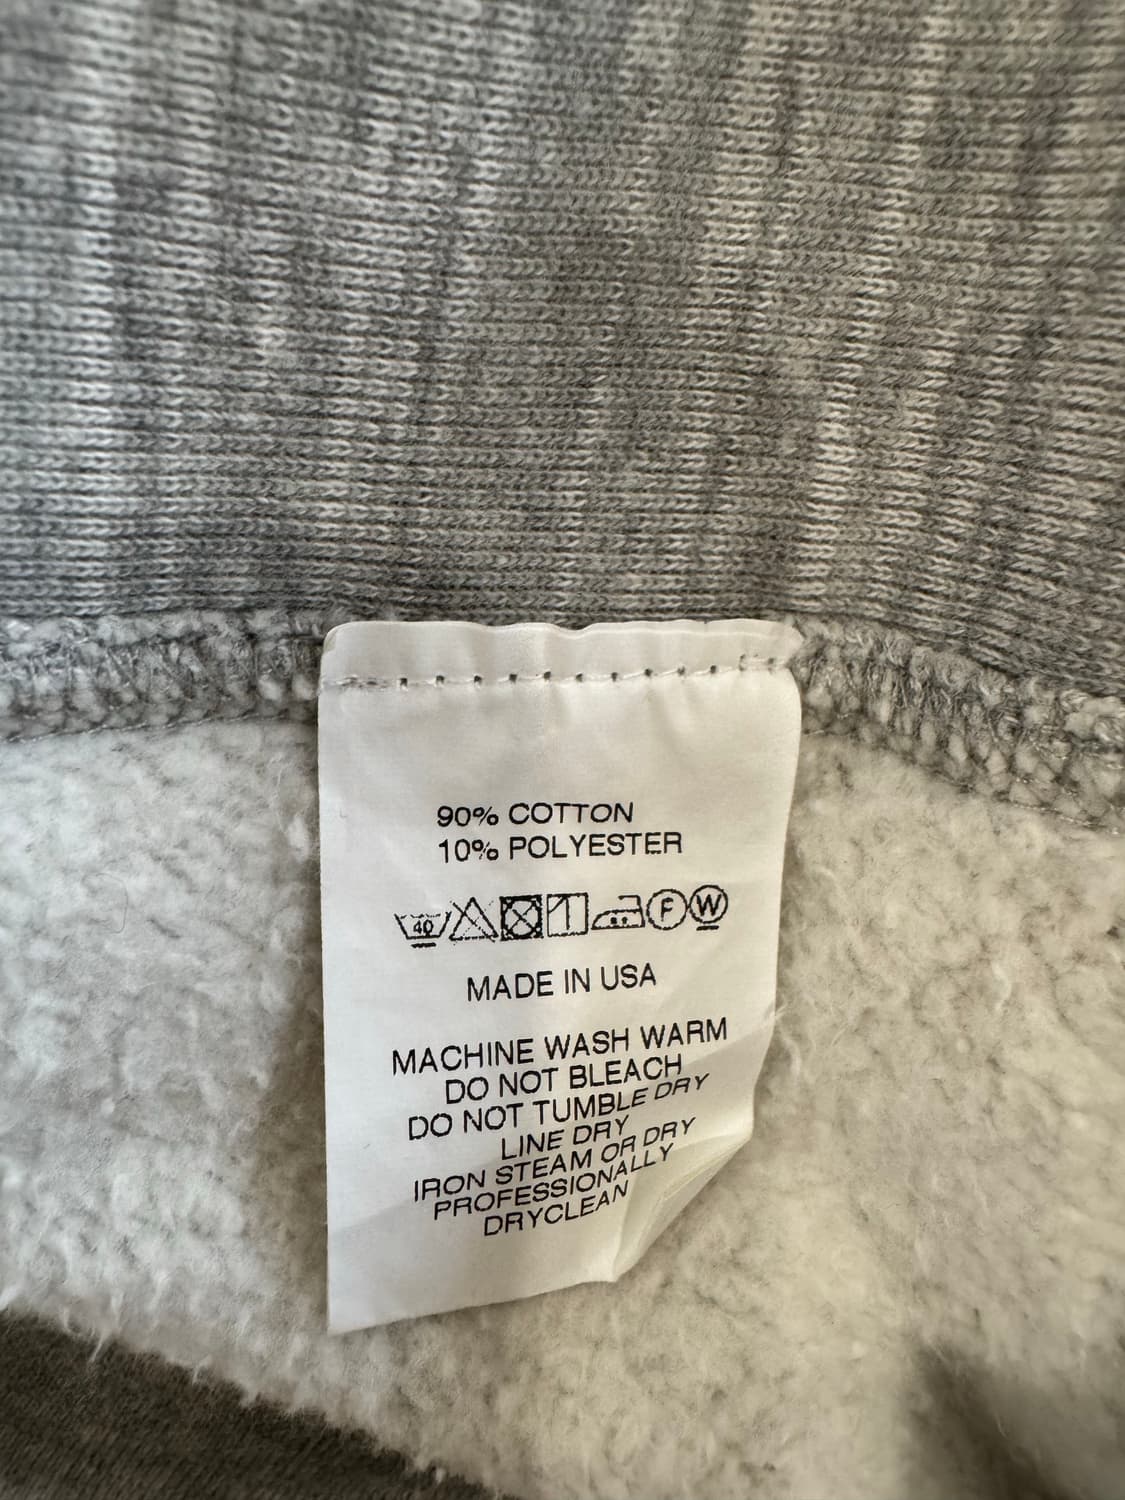 90% COTTON
10% POLYESTER
40 F W
MADE IN USA
MACHINE WASH WARM
DO NOT BLEACH
DO NOT TUMBLE DRY
LINE DRY
IRON STEAM OR DRY
PROFESSIONALLY
DRYCLEAN